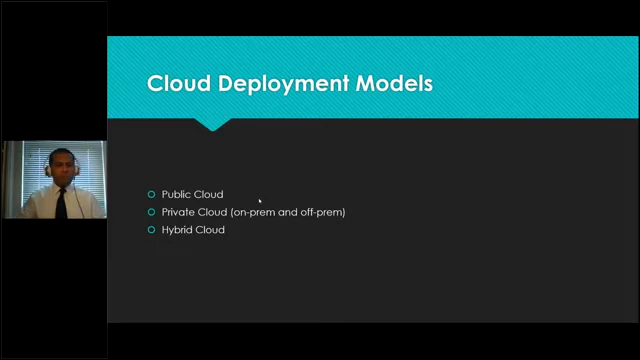 Cloud Deployment Models
Public Cloud
Private Cloud (on-prem and off-prem)
Hybrid Cloud